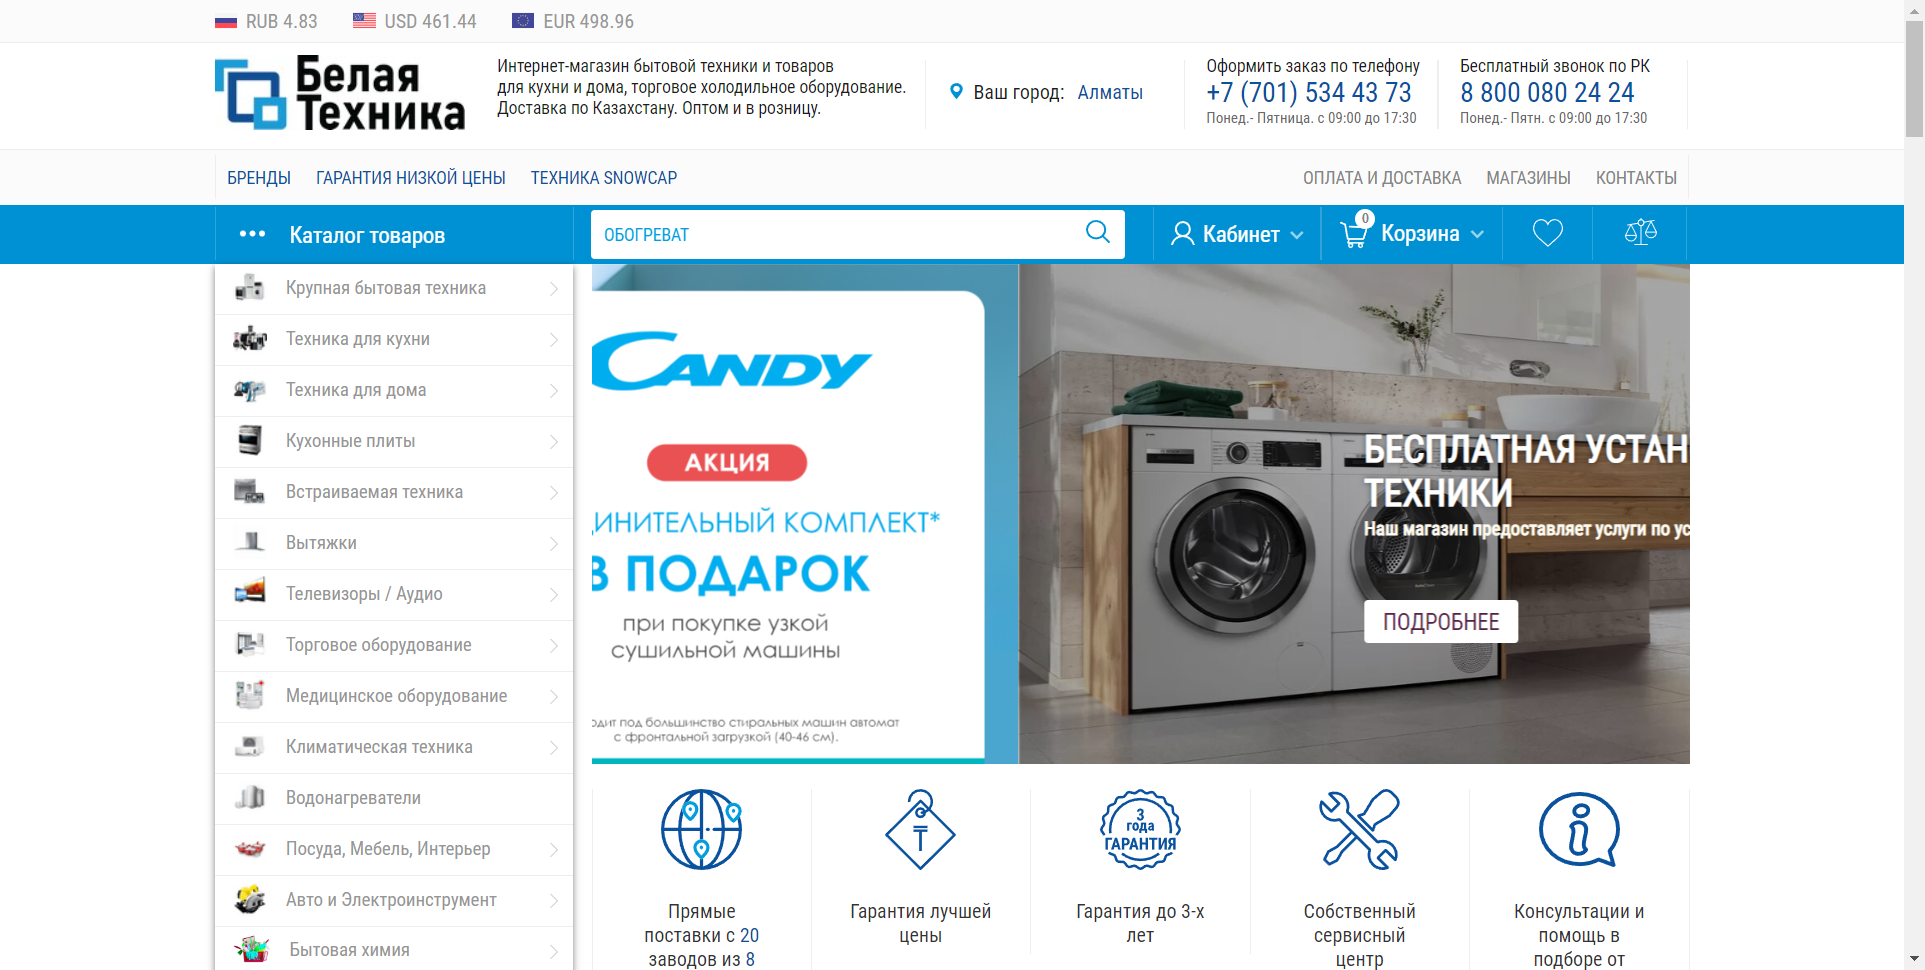 RUB 4.83
USD 461.44
EUR 498.96
Белая
Техника
Интернет-магазин бытовой техники и товаров
для кухни и дома, торговое холодильное оборудование.
Доставка по Казахстану. Оптом и в розницу.
Ваш город: Алматы
Оформить заказ по телефону
+7 (701) 534 43 73
Понед.- Пятница. с 09:00 до 17:30
Бесплатный звонок по РК
8 800 080 24 24
Понед.- Пятн. с 09:00 до 17:30
БРЕНДЫ
ГАРАНТИЯ НИЗКОЙ ЦЕНЫ
ТЕХНИКА SNOWCAP
ОПЛАТА И ДОСТАВКА
МАГАЗИНЫ
КОНТАКТЫ
Каталог товаров
ОБОГРЕВАТ
Кабинет
0
Корзина
Крупная бытовая техника
Техника для кухни
Техника для дома
Кухонные плиты
Встраиваемая техника
Вытяжки
Телевизоры / Аудио
Торговое оборудование
Медицинское оборудование
Климатическая техника
Водонагреватели
Посуда, Мебель, Интерьер
Авто и Электроинструмент
Бытовая химия
CANDY
АКЦИЯ
ДИНИТЕЛЬНЫЙ КОМПЛЕКТ*
В ПОДАРОК
при покупке узкой
сушильной машины
одит под большинство стиральных машин автомат
с фронтальной загрузкой (40-46 см).
БЕСПЛАТНАЯ УСТАН
ТЕХНИКИ
Наш магазин предоставляет услуги по ус
ПОДРОБНЕЕ
Прямые
поставки с 20
заводов из 8
₸
Гарантия лучшей
цены
3
года
ГАРАНТИЯ
Гарантия до 3-х
лет
Собственный
сервисный
центр
Консультации и
помощь в
подборе от